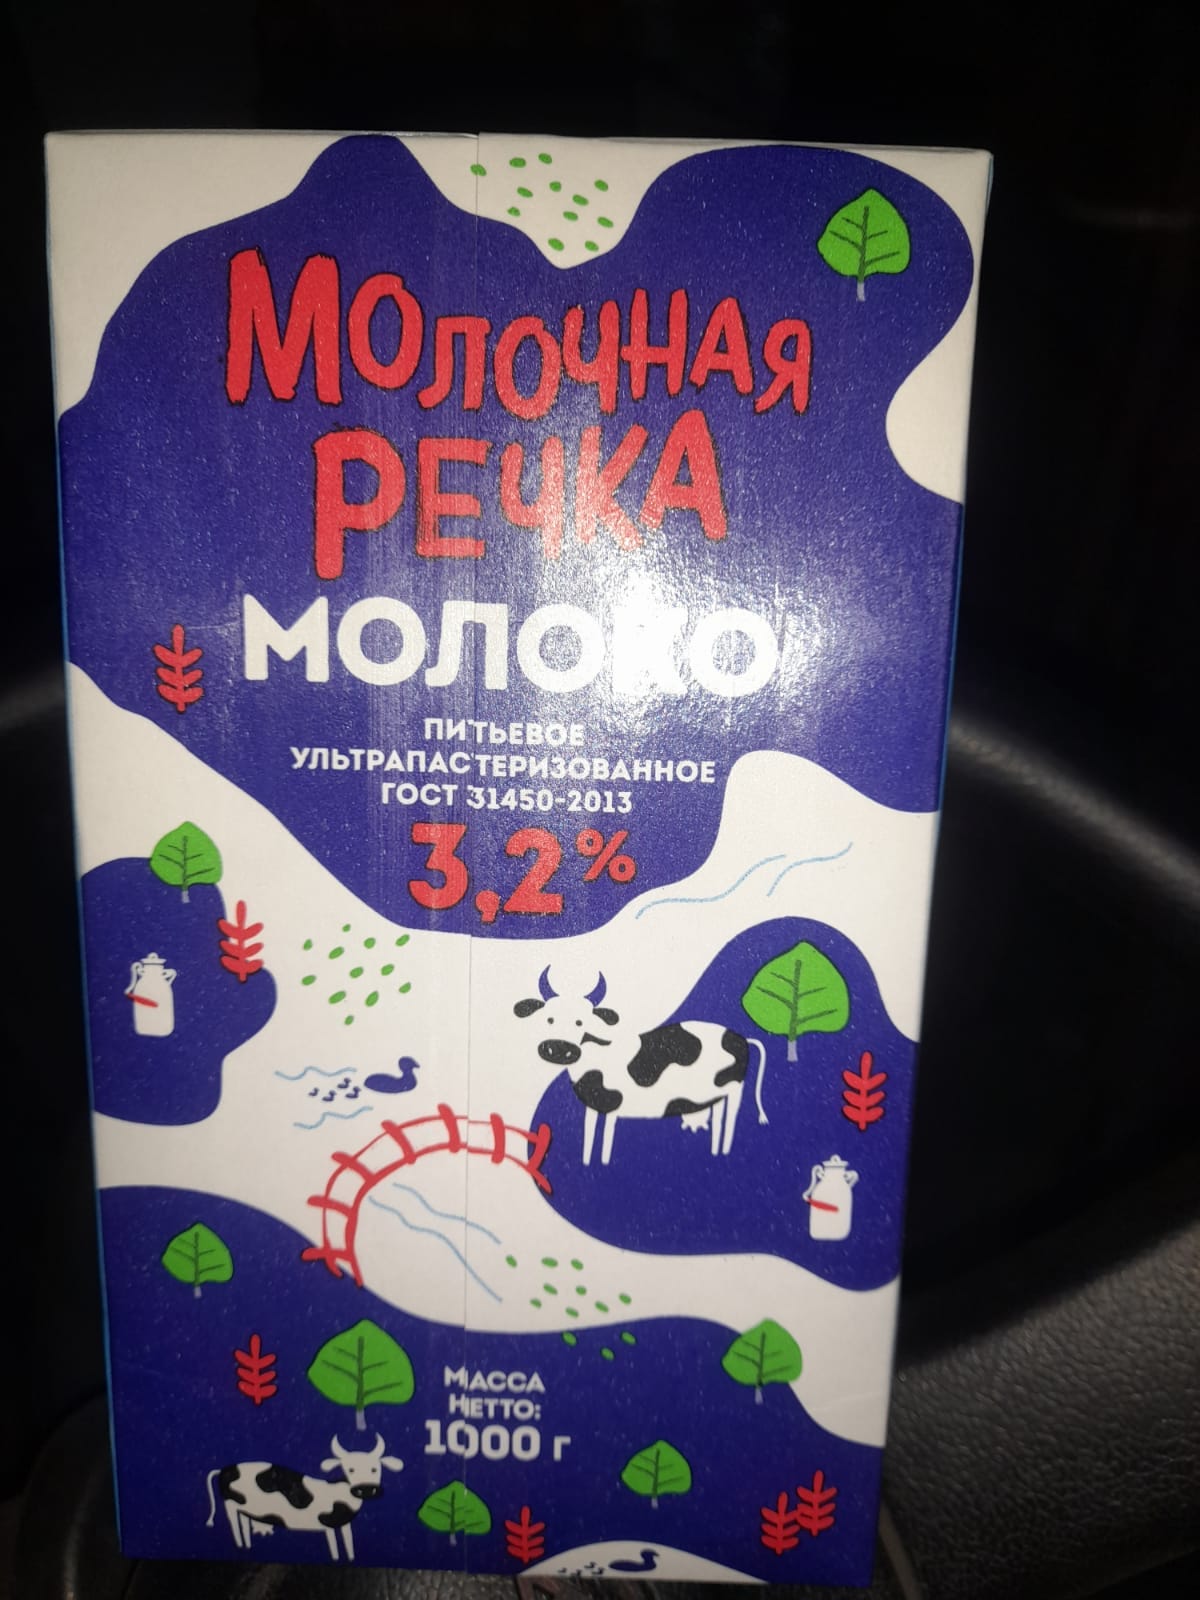 МОЛОЧНАЯ
РЕЧКА
МОЛОКО
ПИТЬЕВОЕ
УЛЬТРАПАСТЕРИЗОВАННОЕ
ГОСТ 31450-2013
3,2%
МАССА
НЕТТО:
1000 г